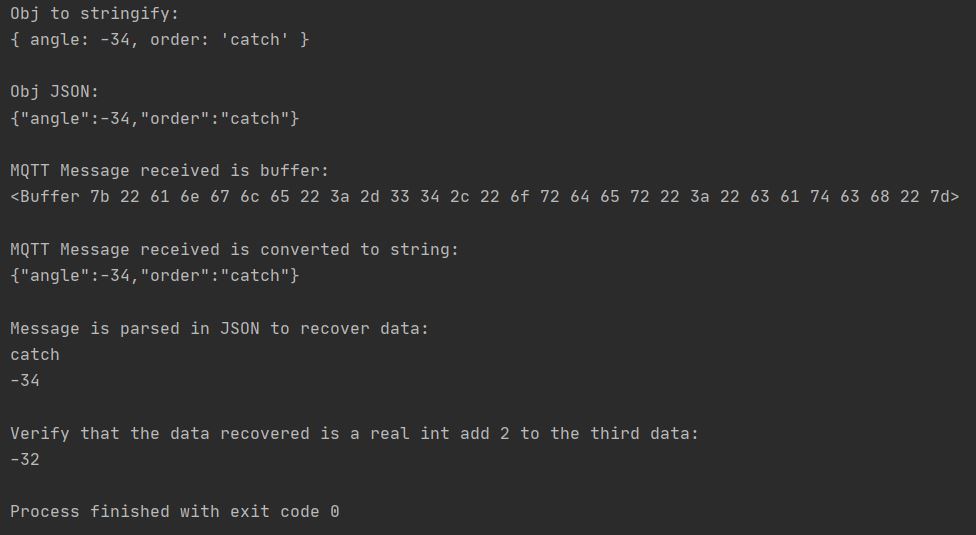 Obj to stringify:
{ angle: -34, order: 'catch' }
Obj JSON:
{"angle":-34,"order":"catch"}
MQTT Message received is buffer:
<Buffer 7b 22 61 6e 67 6c 65 22 3a 2d 33 34 2c 22 6f 72 64 65 72 22 3a 22 63 61 74 63 68 22 7d>
MQTT Message received is converted to string:
{"angle":-34,"order":"catch"}
Message is parsed in JSON to recover data:
catch
-34
Verify that the data recovered is a real int add 2 to the third data:
-32
Process finished with exit code 0